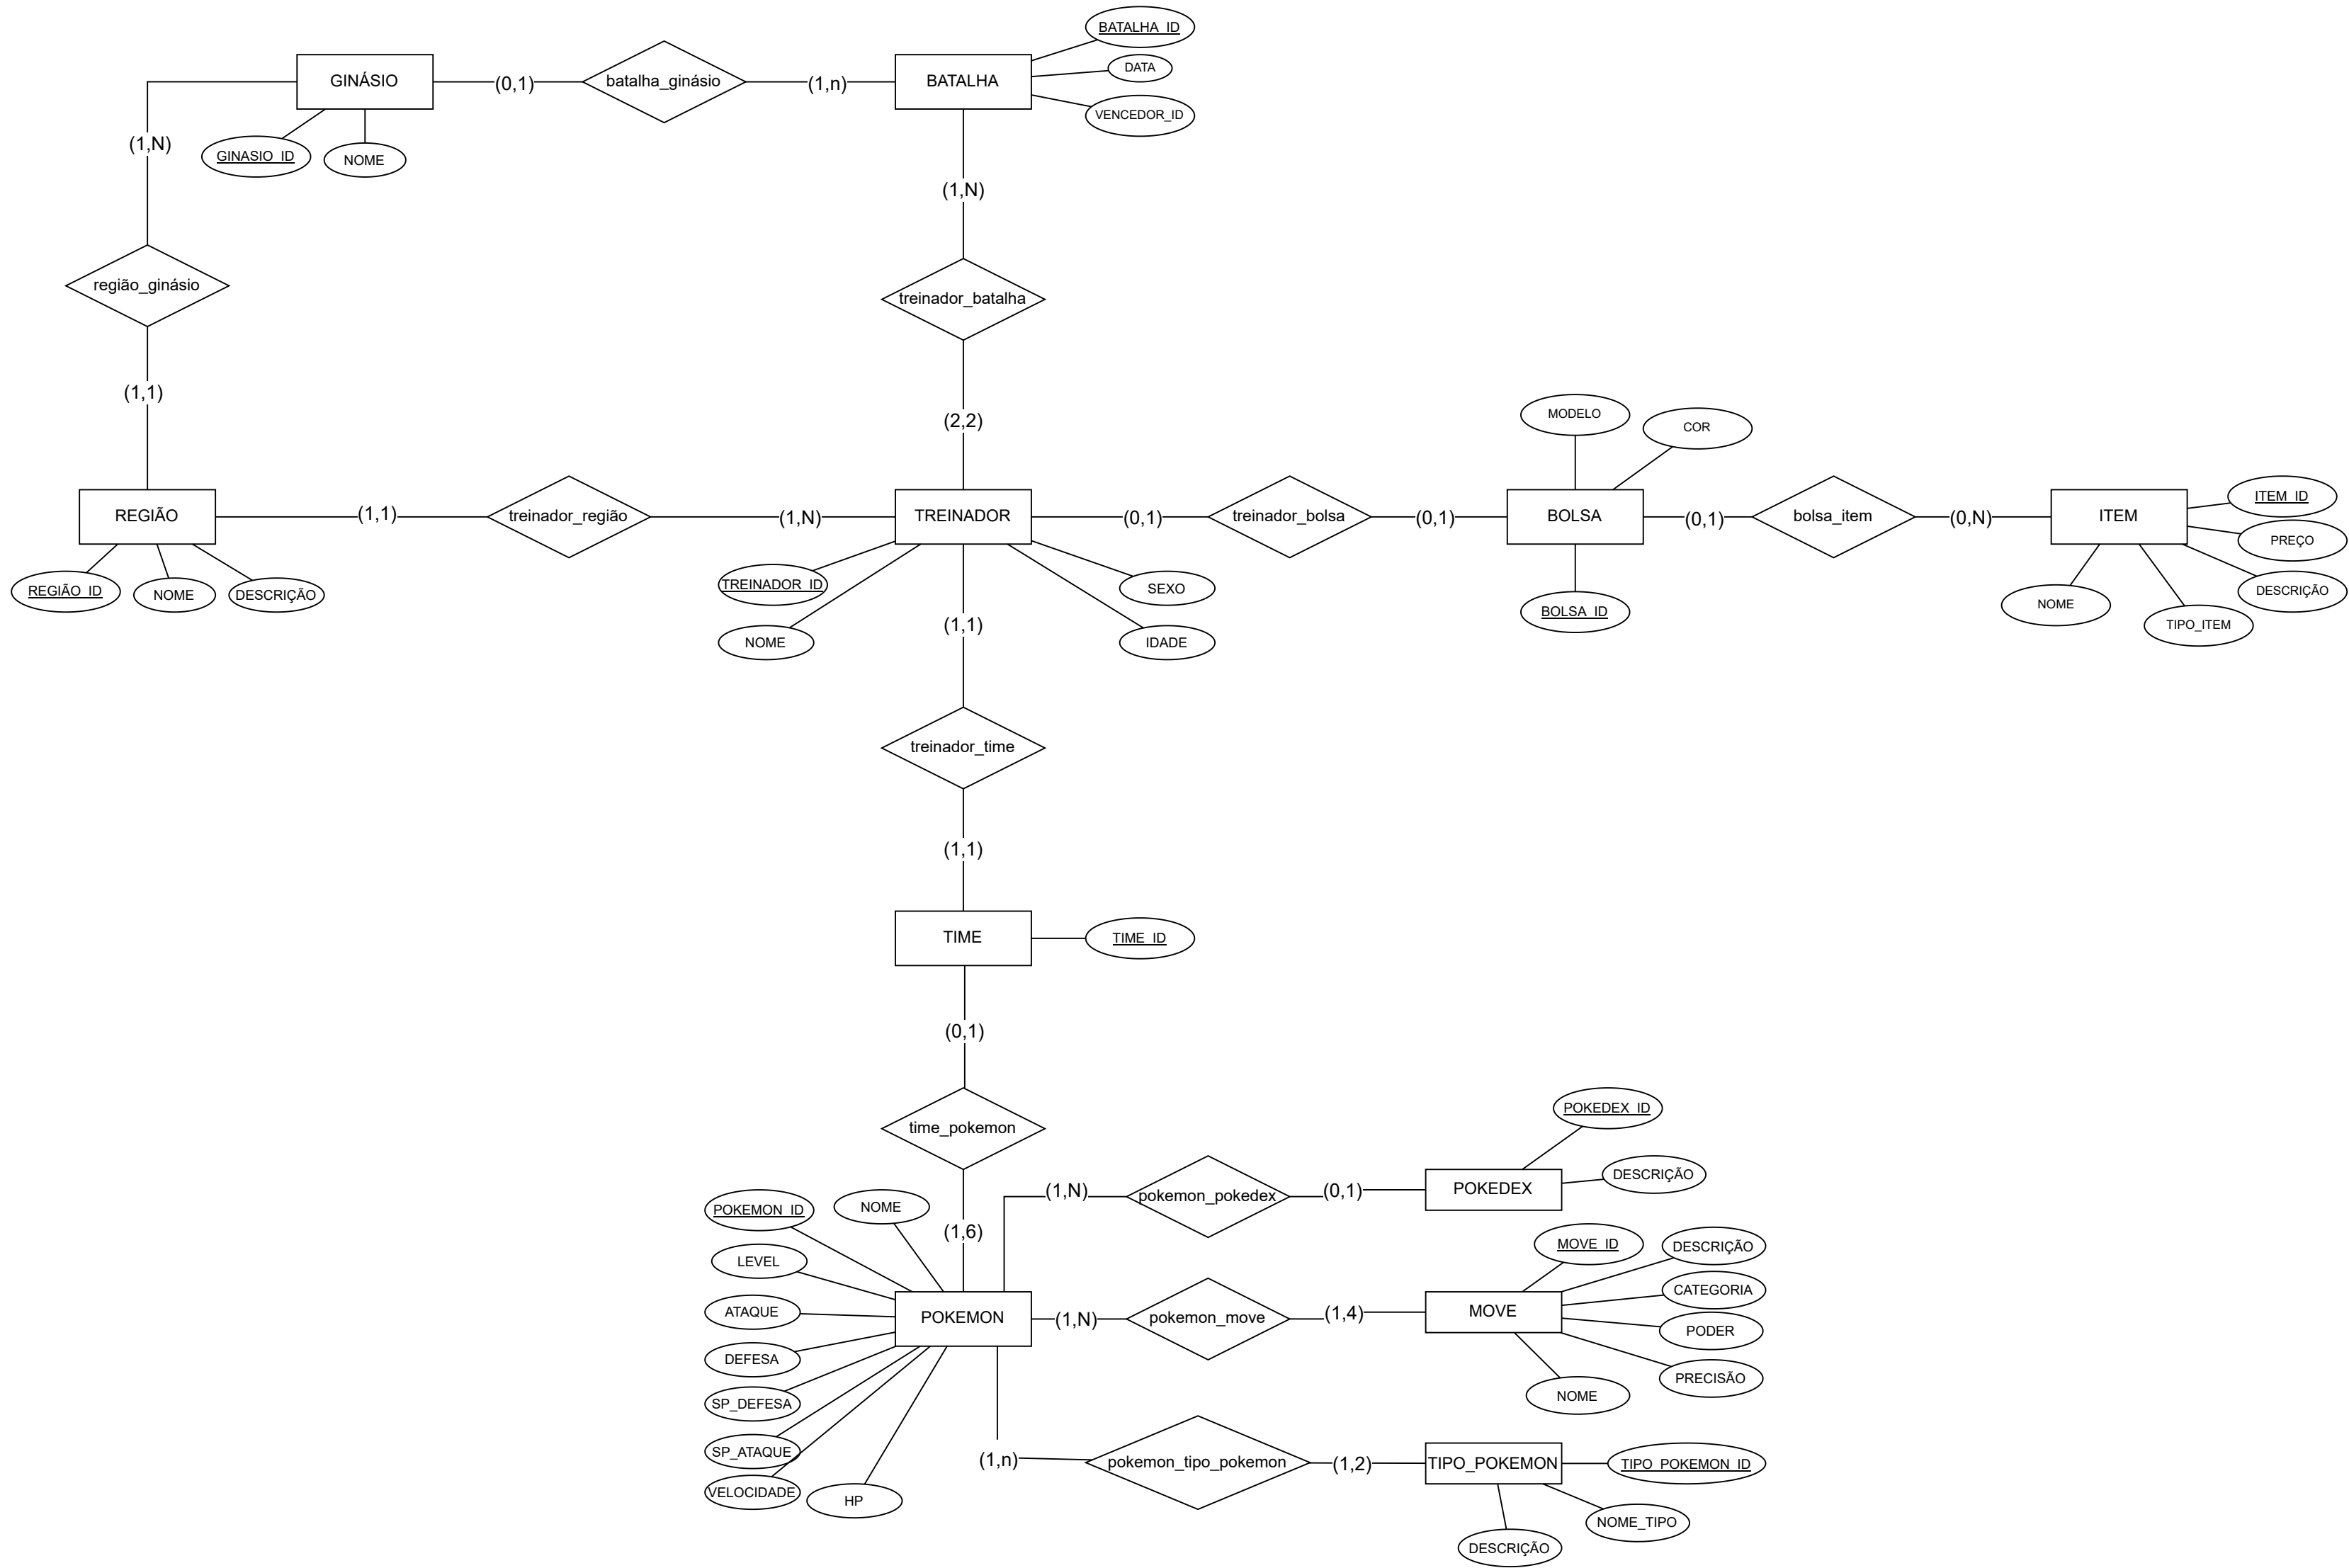 BATALHA_ID
GINÁSIO
(0,1)
batalha_ginásio
(1,n)
BATALHA
DATA
VENCEDOR_ID
(1,N)
GINASIO_ID
NOME
(1,N)
região_ginásio
treinador_batalha
(1,1)
(2,2)
MODELO
COR
REGIÃO
(1,1)
treinador_região
(1,N)
TREINADOR
(0,1)
treinador_bolsa
(0,1)
BOLSA
(0,1)
bolsa_item
(0,N)
ITEM
ITEM_ID
PREÇO
DESCRIÇÃO
REGIÃO_ID
NOME
DESCRIÇÃO
TREINADOR_ID
SEXO
BOLSA_ID
NOME
TIPO_ITEM
NOME
(1,1)
IDADE
treinador_time
(1,1)
TIME
TIME_ID
(0,1)
time_pokemon
POKEDEX_ID
POKEMON_ID
NOME
(1,6)
(1,N)
pokemon_pokedex
(0,1)
POKEDEX
DESCRIÇÃO
MOVE_ID
DESCRIÇÃO
LEVEL
CATEGORIA
ATAQUE
POKEMON
(1,N)
pokemon_move
(1,4)
MOVE
PODER
DEFESA
PRECISÃO
SP_DEFESA
NOME
SP_ATAQUE
(1,n)
pokemon_tipo_pokemon
(1,2)
TIPO_POKEMON
TIPO_POKEMON_ID
VELOCIDADE
HP
NOME_TIPO
DESCRIÇÃO